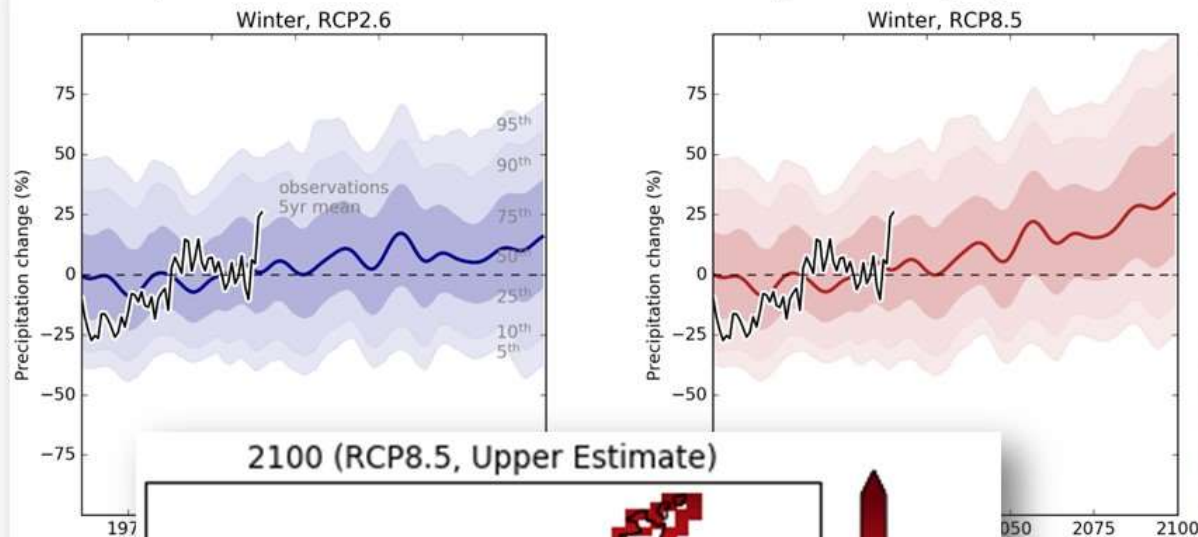 Winter, RCP2.6
Precipitation change (%)
75
50
25
0
−25
−50
−75
95th
90th
75th
50th
25th
10th
5th
observations
5yr mean
Winter, RCP8.5
Precipitation change (%)
75
50
25
0
−25
−50
2075
2100
2100 (RCP8.5, Upper Estimate)